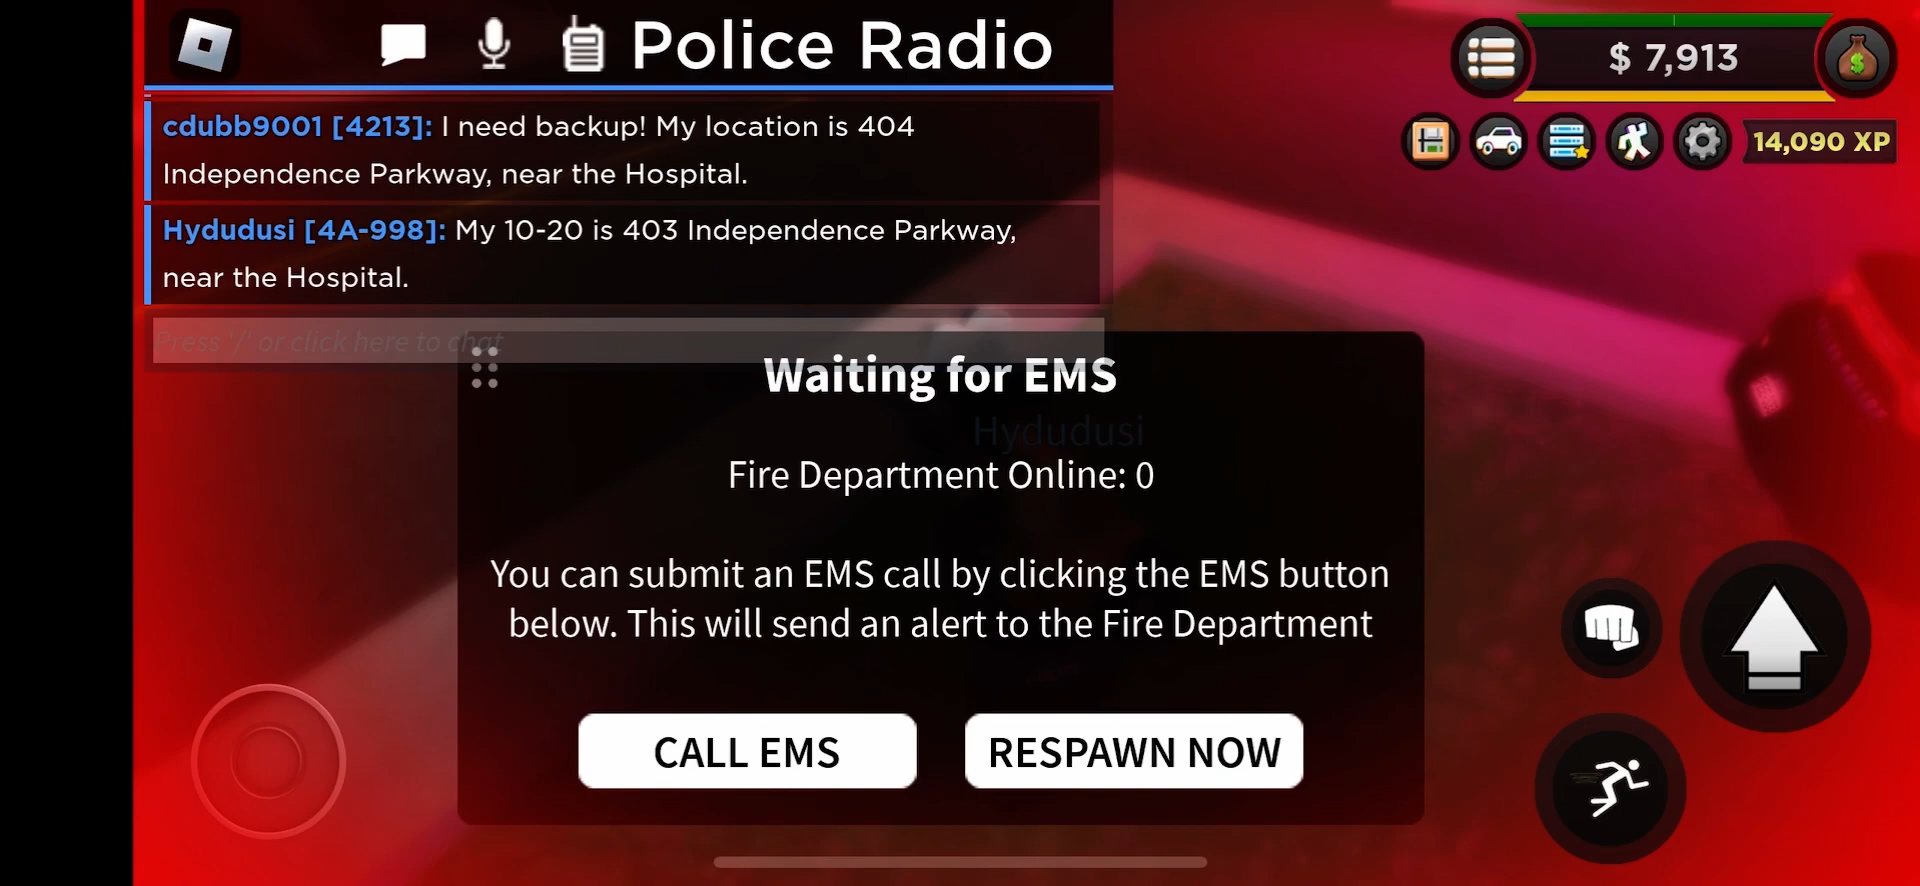 Police Radio
$ 7,913
14,090 XP
cdubb9001 [4213]: I need backup! My location is 404
Independence Parkway, near the Hospital.
Hydudusi [4A-998]: My 10-20 is 403 Independence Parkway,
near the Hospital.
Press '/' or click here to chat
Waiting for EMS
Hydudusi
Fire Department Online: 0
You can submit an EMS call by clicking the EMS button
below. This will send an alert to the Fire Department
CALL EMS
RESPAWN NOW